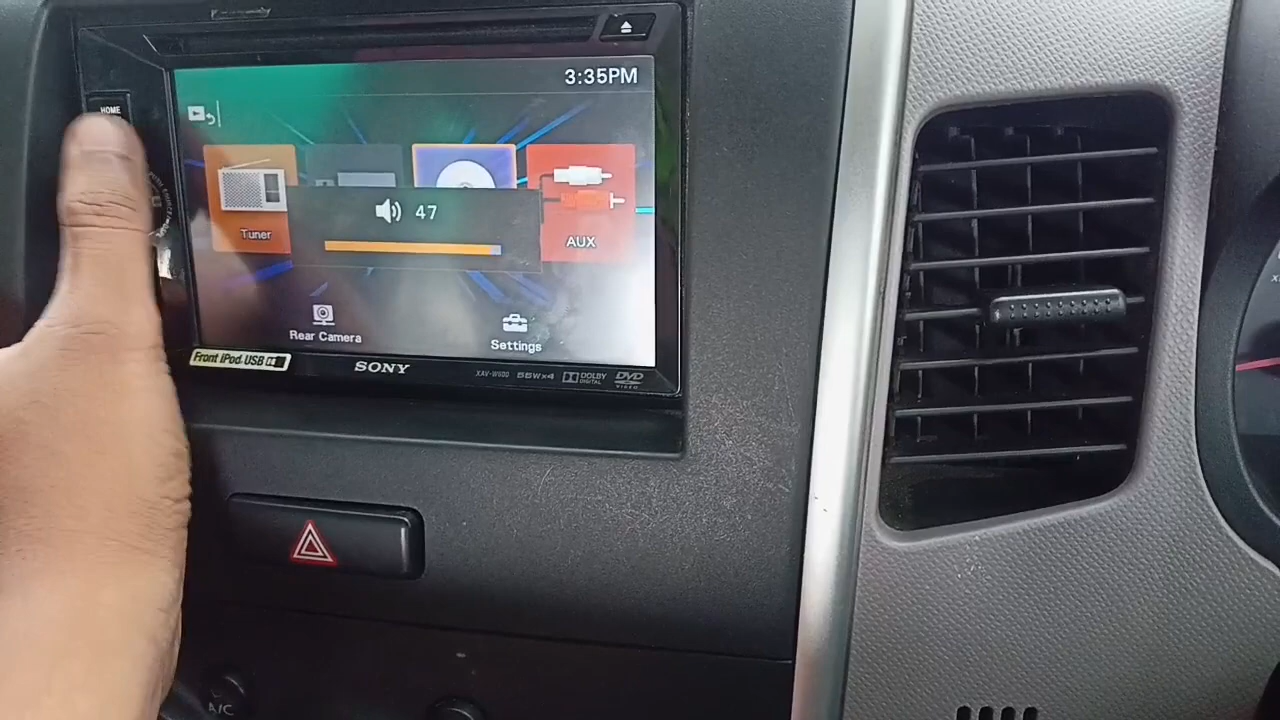 HOME
3:35PM
47
Tuner
AUX
Rear Camera
Settings
Front iPod USB
SONY
XAV-W600
55W×4
DOLBY
DIGITAL
DVD
VIDEO
A/C